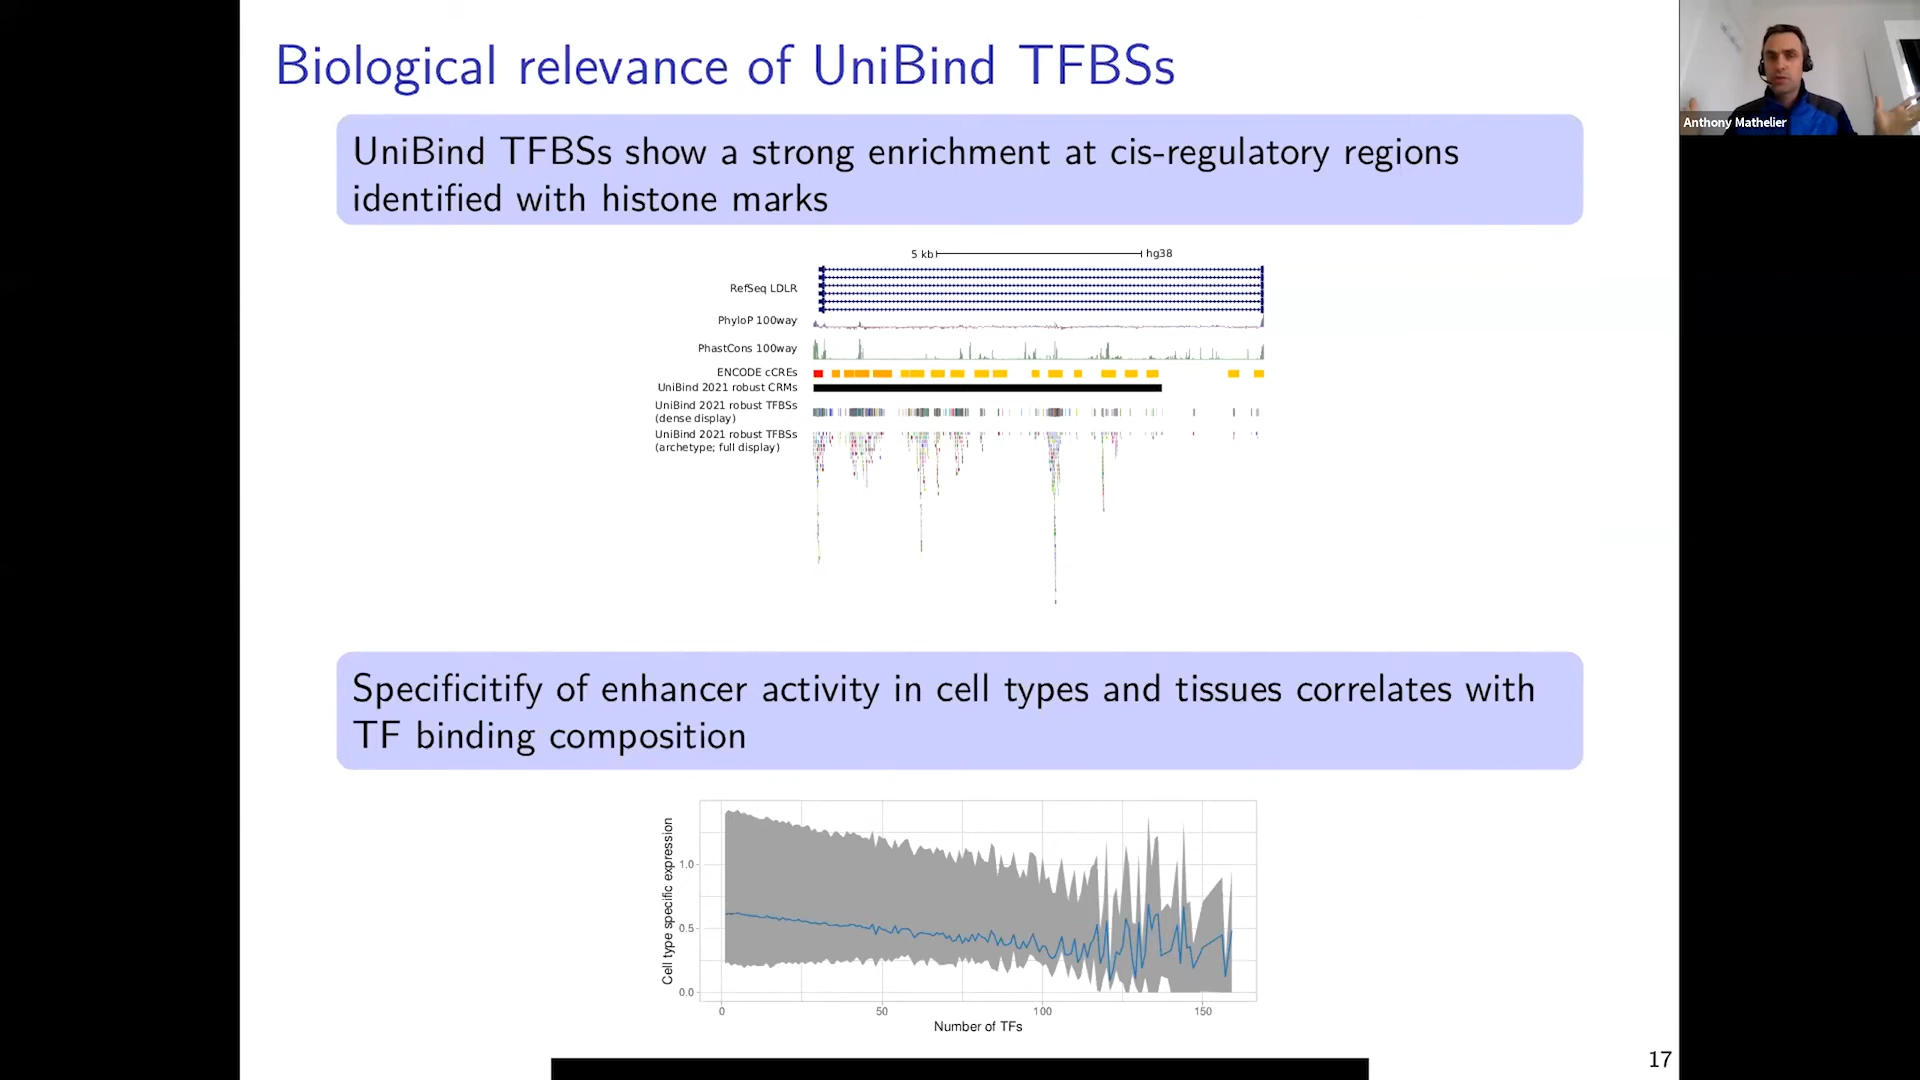 Biological relevance of UniBind TFBSs
Anthony Mathelier
UniBind TFBSs show a strong enrichment at cis-regulatory regions
identified with histone marks
5 kb hg38
RefSeq LDLR
PhyloP 100way
PhastCons 100way
ENCODE cCREs
UniBind 2021 robust CRMs
UniBind 2021 robust TFBSs
(dense display)
UniBind 2021 robust TFBSs
(archetype; full display)
Specificitify of enhancer activity in cell types and tissues correlates with
TF binding composition
Cell type specific expression
1.0
0.5
0.0
0 50 100 150
Number of TFs
17